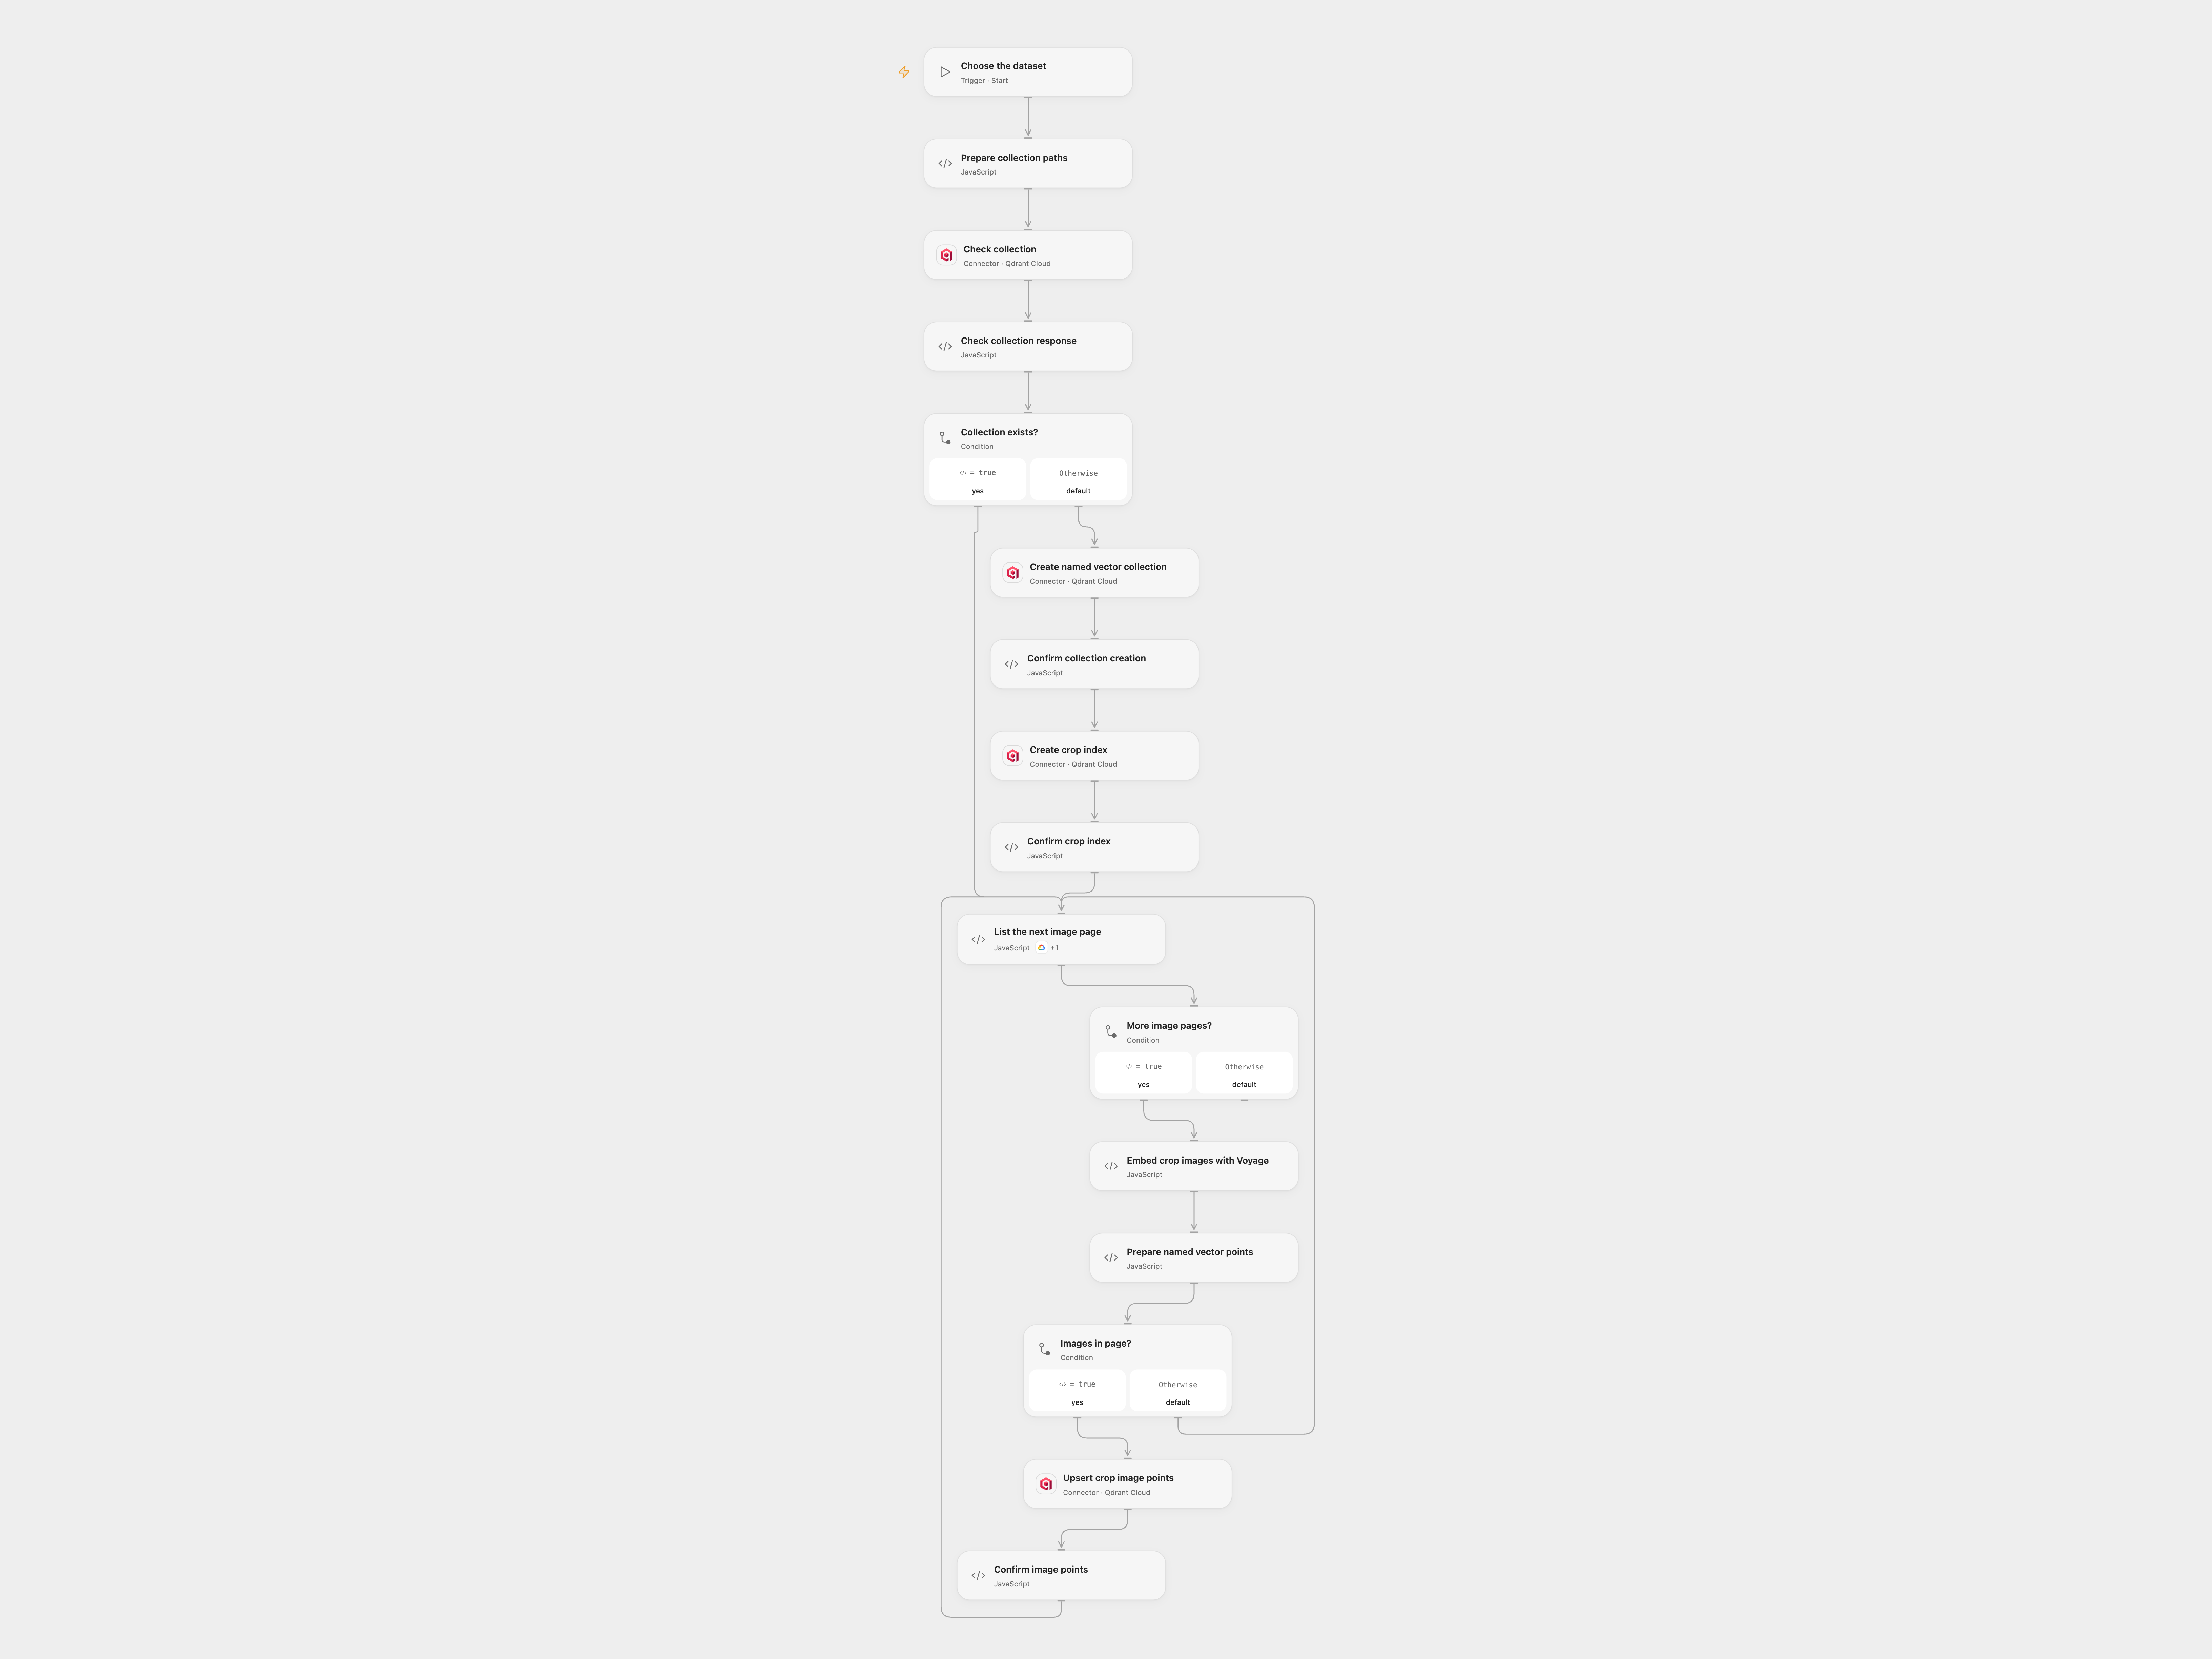 Choose the dataset
Trigger · Start
Prepare collection paths
JavaScript
Check collection
Connector · Qdrant Cloud
Check collection response
JavaScript
Collection exists?
Condition
</> = true
Otherwise
yes
default
Create named vector collection
Connector · Qdrant Cloud
Confirm collection creation
JavaScript
Create crop index
Connector · Qdrant Cloud
Confirm crop index
JavaScript
List the next image page
JavaScript +1
More image pages?
Condition
</> = true
Otherwise
yes
default
Embed crop images with Voyage
JavaScript
Prepare named vector points
JavaScript
Images in page?
Condition
</> = true
Otherwise
yes
default
Upsert crop image points
Connector · Qdrant Cloud
Confirm image points
JavaScript